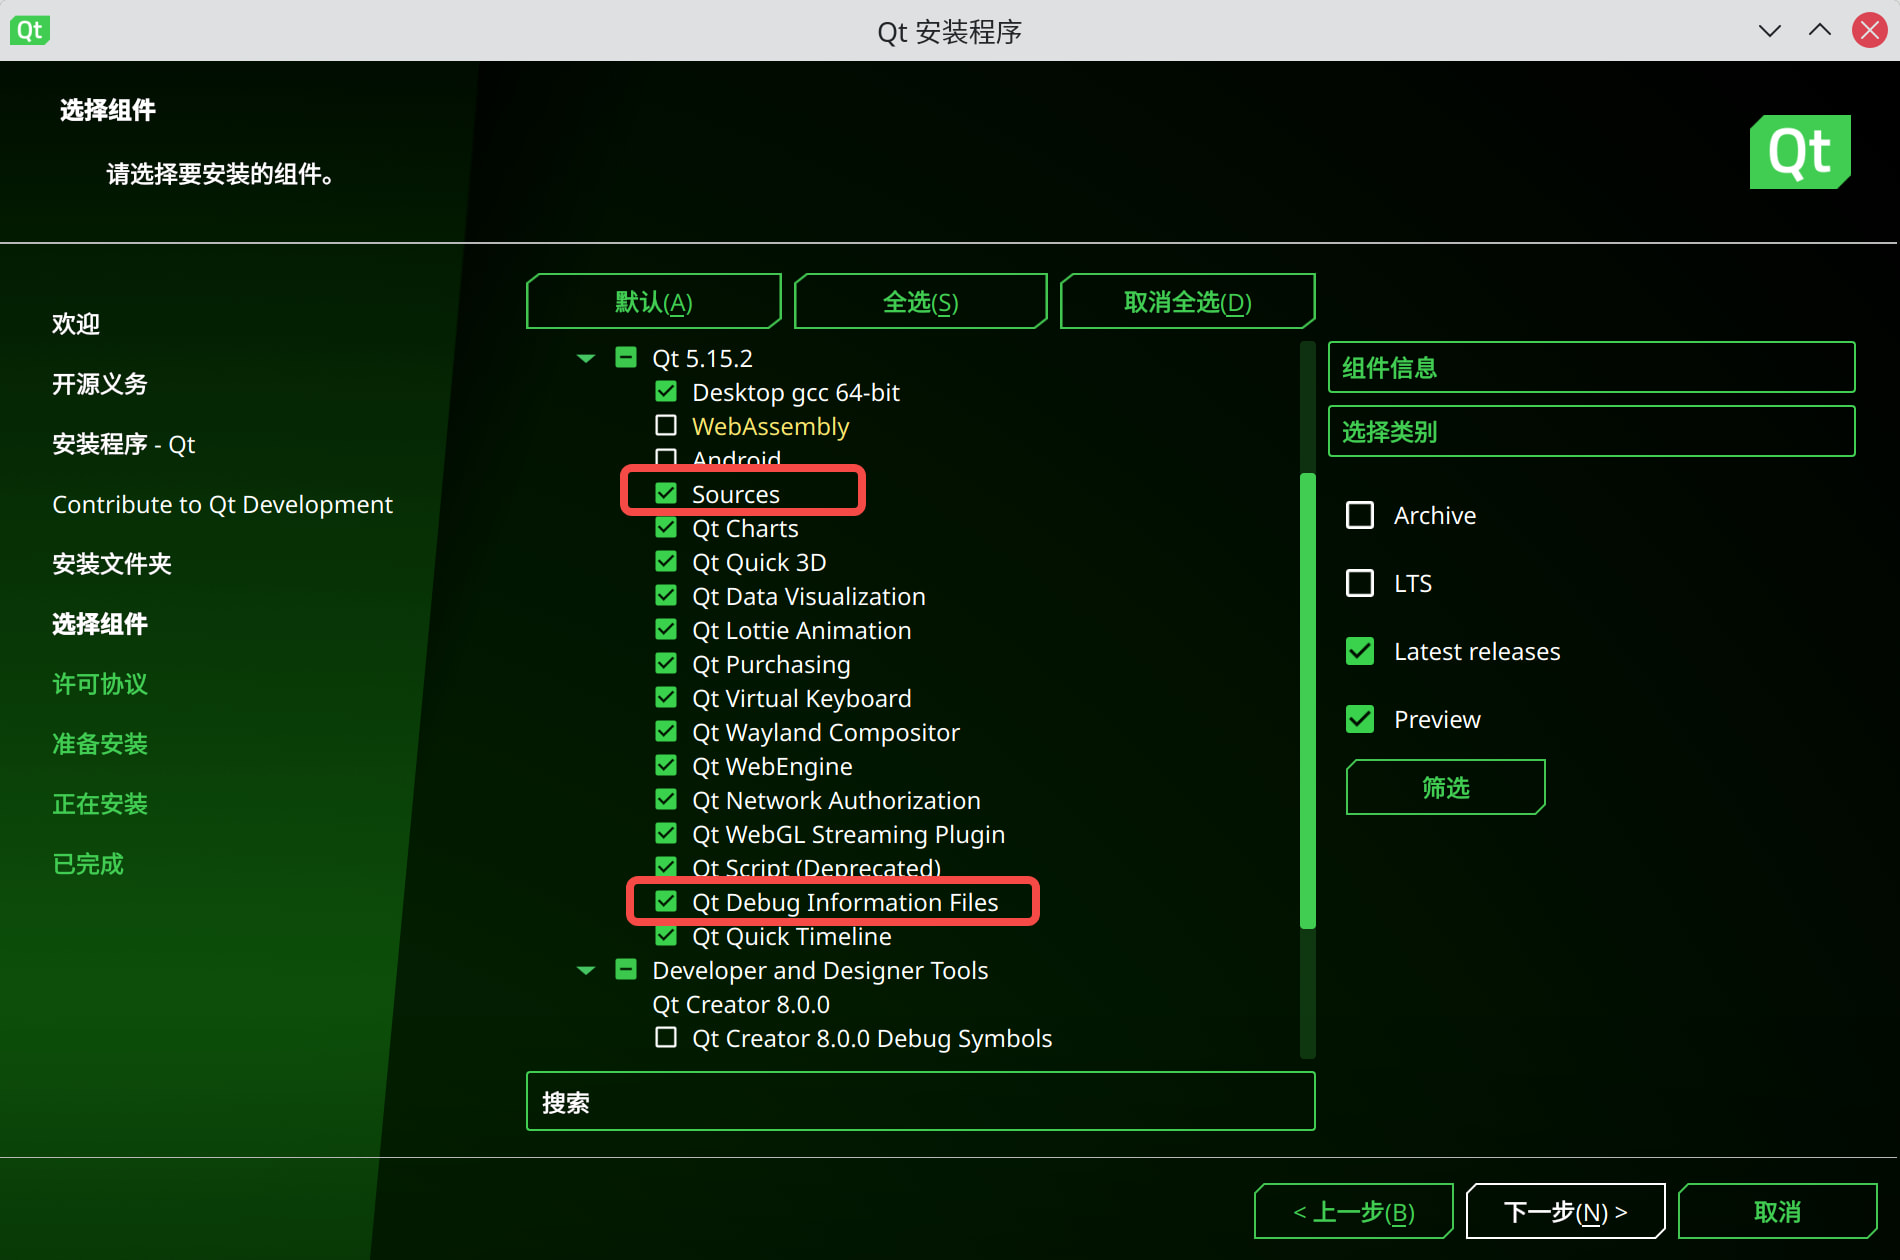 Qt
Qt 安装程序
选择组件
请选择要安装的组件。
Qt
欢迎
开源义务
安装程序 - Qt
Contribute to Qt Development
安装文件夹
选择组件
许可协议
准备安装
正在安装
已完成
默认(A)
全选(S)
取消全选(D)
Qt 5.15.2
Desktop gcc 64-bit
WebAssembly
Android
Sources
Qt Charts
Qt Quick 3D
Qt Data Visualization
Qt Lottie Animation
Qt Purchasing
Qt Virtual Keyboard
Qt Wayland Compositor
Qt WebEngine
Qt Network Authorization
Qt WebGL Streaming Plugin
Qt Script (Deprecated)
Qt Debug Information Files
Qt Quick Timeline
Developer and Designer Tools
Qt Creator 8.0.0
Qt Creator 8.0.0 Debug Symbols
搜索
组件信息
选择类别
Archive
LTS
Latest releases
Preview
筛选
< 上一步(B)
下一步(N) >
取消